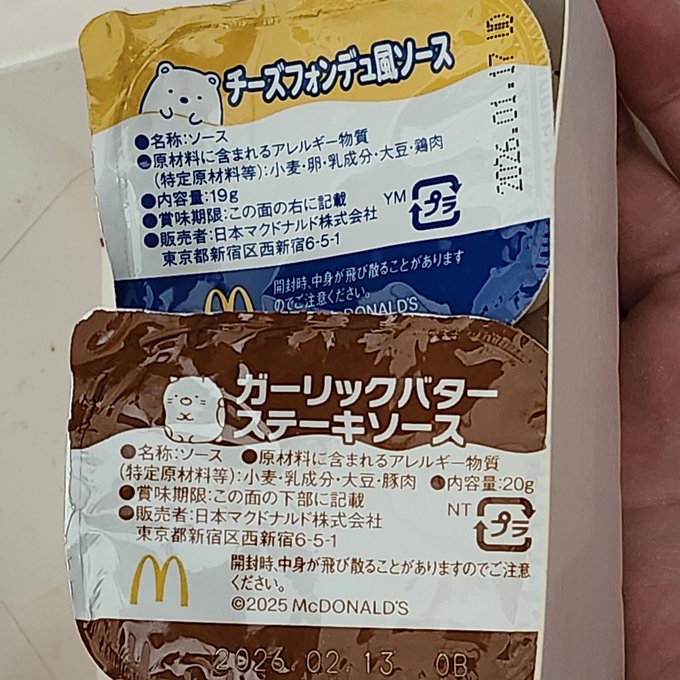 チーズフォンデュ風ソース
●名称:ソース
●原材料に含まれるアレルギー物質
(特定原材料等):小麦・卵・乳成分・大豆・鶏肉
●内容量:19g
●賞味期限:この面の右に記載
●販売者:日本マクドナルド株式会社
東京都新宿区西新宿6-5-1
YM プラ
2026.01.17
開封時、中身が飛び散ることがあります
のでご注意ください。
McDONALD'S
ガーリックバター
ステーキソース
●名称:ソース ●原材料に含まれるアレルギー物質
(特定原材料等):小麦・乳成分・大豆・豚肉 ●内容量:20g
●賞味期限:この面の下部に記載
●販売者:日本マクドナルド株式会社
東京都新宿区西新宿6-5-1
NT プラ
開封時、中身が飛び散ることがありますのでご注意
ください。
©2025 McDONALD'S
2026.02.13 0B